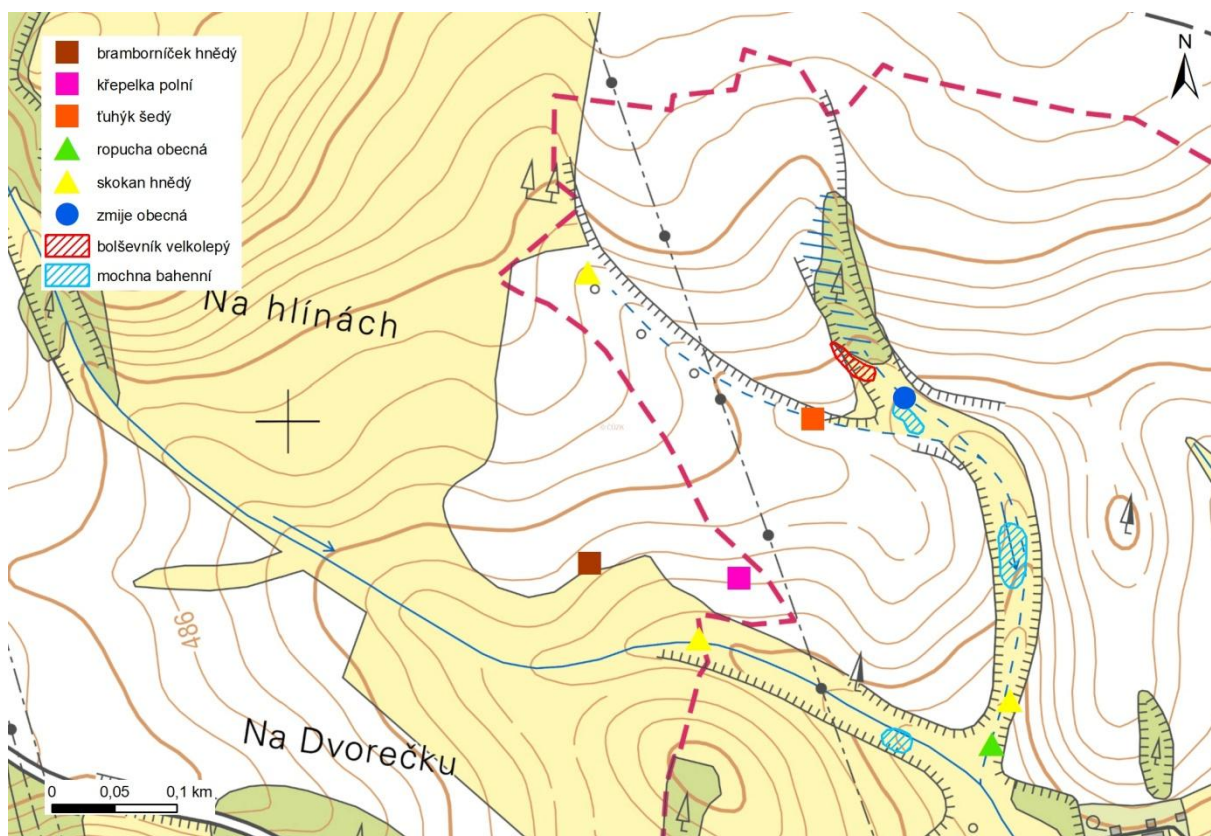 bramborníček hnědý
křepelka polní
ťuhýk šedý
ropucha obecná
skokan hnědý
zmije obecná
bolševník velkolepý
mochna bahenní
N
Na hlínách
486
Na Dvorečku
0 0,05 0,1 km